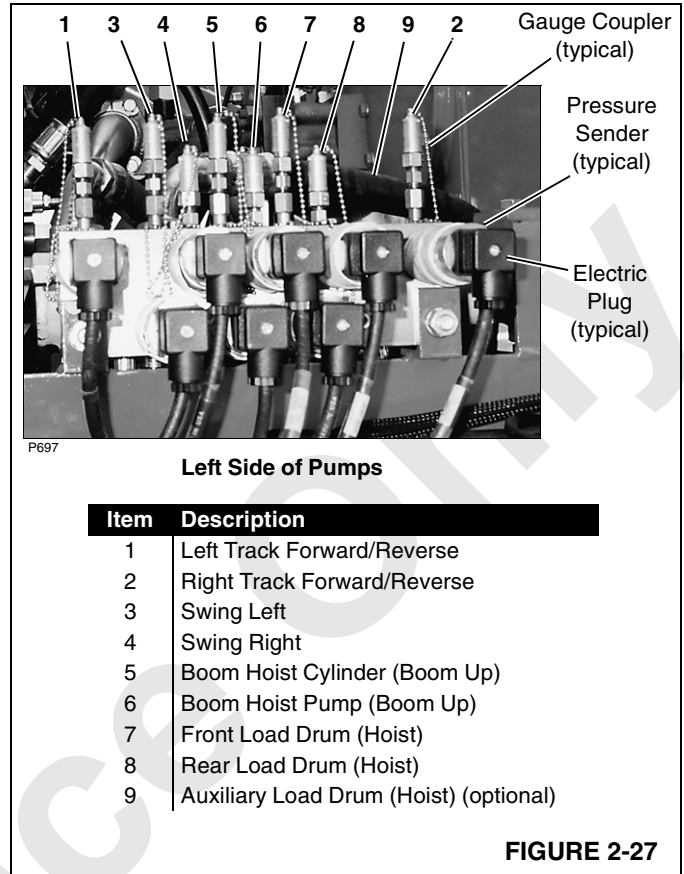 1 3 4 5 6 7 8 9 2
Gauge Coupler
(typical)
Pressure
Sender
(typical)
Electric
Plug
(typical)
P697
Left Side of Pumps
Item Description
1 Left Track Forward/Reverse
2 Right Track Forward/Reverse
3 Swing Left
4 Swing Right
5 Boom Hoist Cylinder (Boom Up)
6 Boom Hoist Pump (Boom Up)
7 Front Load Drum (Hoist)
8 Rear Load Drum (Hoist)
9 Auxiliary Load Drum (Hoist) (optional)
FIGURE 2-27